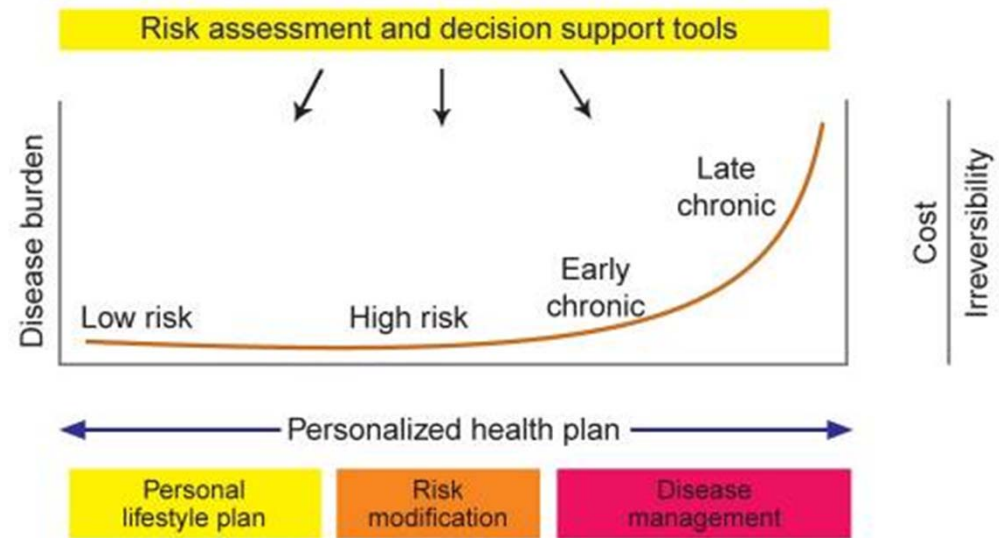 Risk assessment and decision support tools
Disease burden
Low risk
High risk
Early
chronic
Late
chronic
Cost
Irreversibility
Personalized health plan
Personal
lifestyle plan
Risk
modification
Disease
management